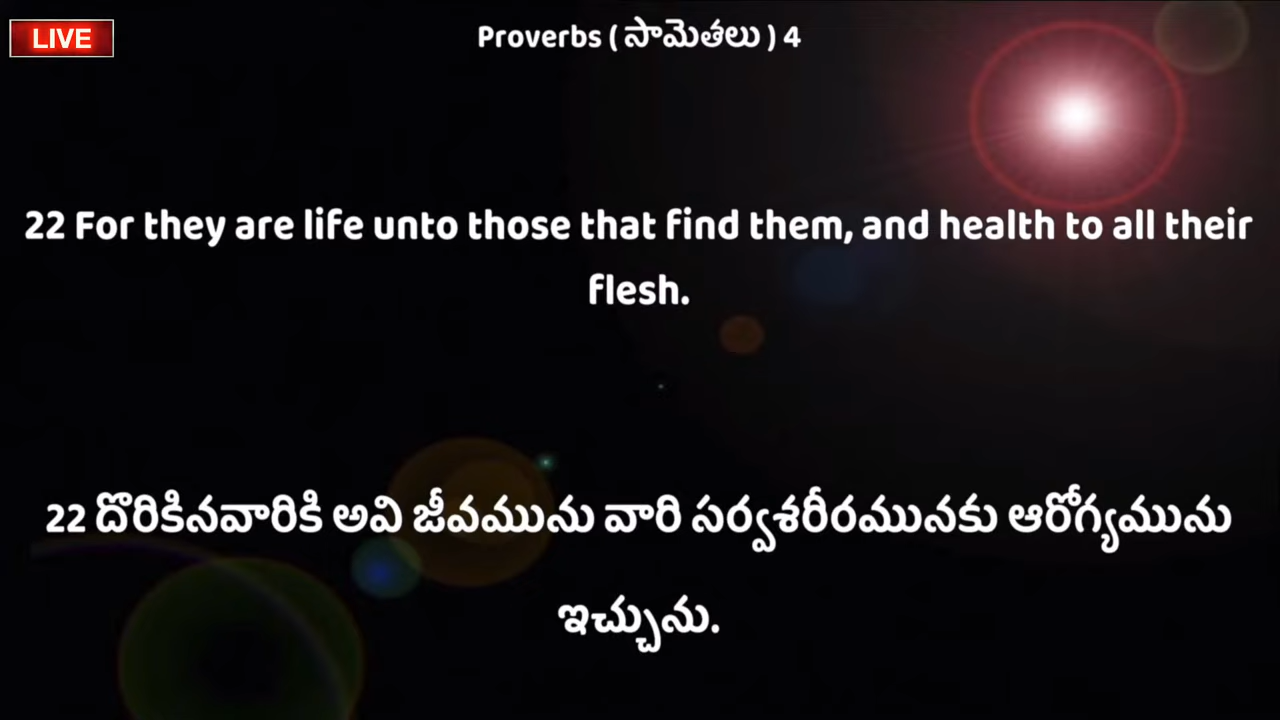 LIVE
Proverbs ( సామెతలు ) 4
22 For they are life unto those that find them, and health to all their
flesh.
22 దొరికినవారికి అవి జీవమును వారి సర్వశరీరమునకు ఆరోగ్యమును
ఇచ్చును.